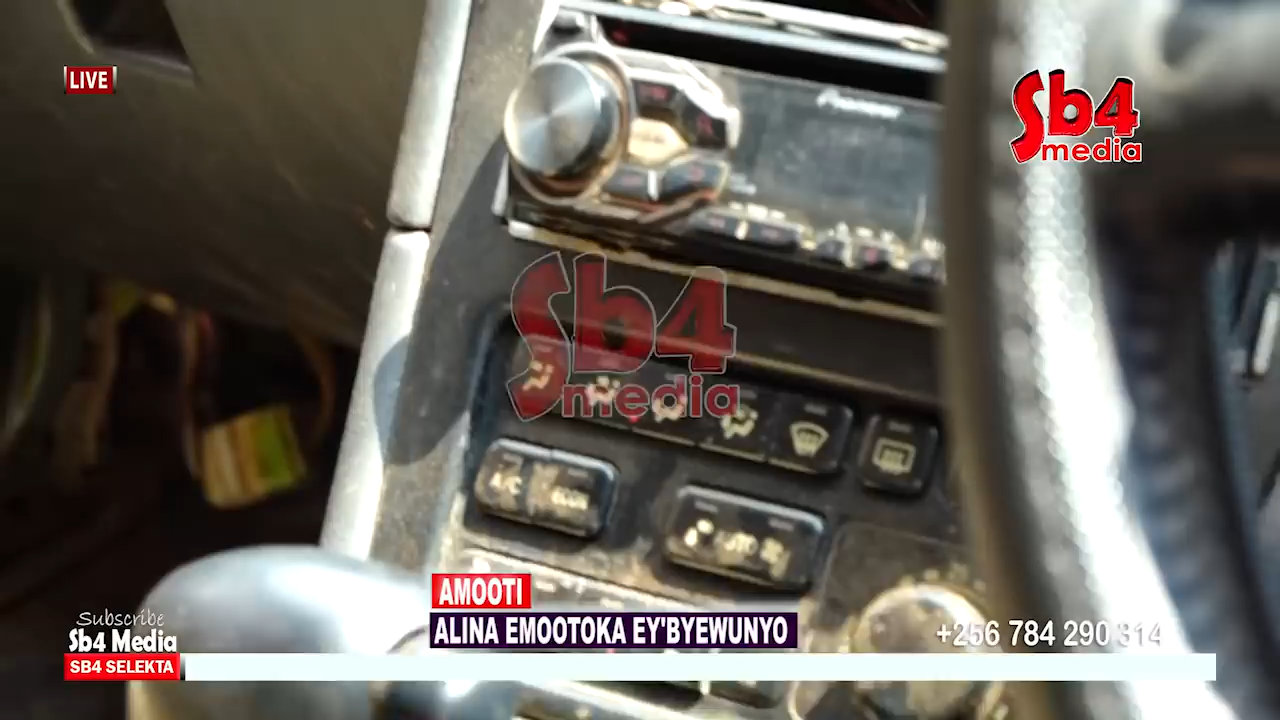 LIVE
Sb4
media
Pioneer
Sb4
media
A/C
ECON
AUTO
AMOOTI
ALINA EMOOTOKA EY'BYEWUNYO
Subscribe
Sb4 Media
SB4 SELEKTA
+256 784 290 314